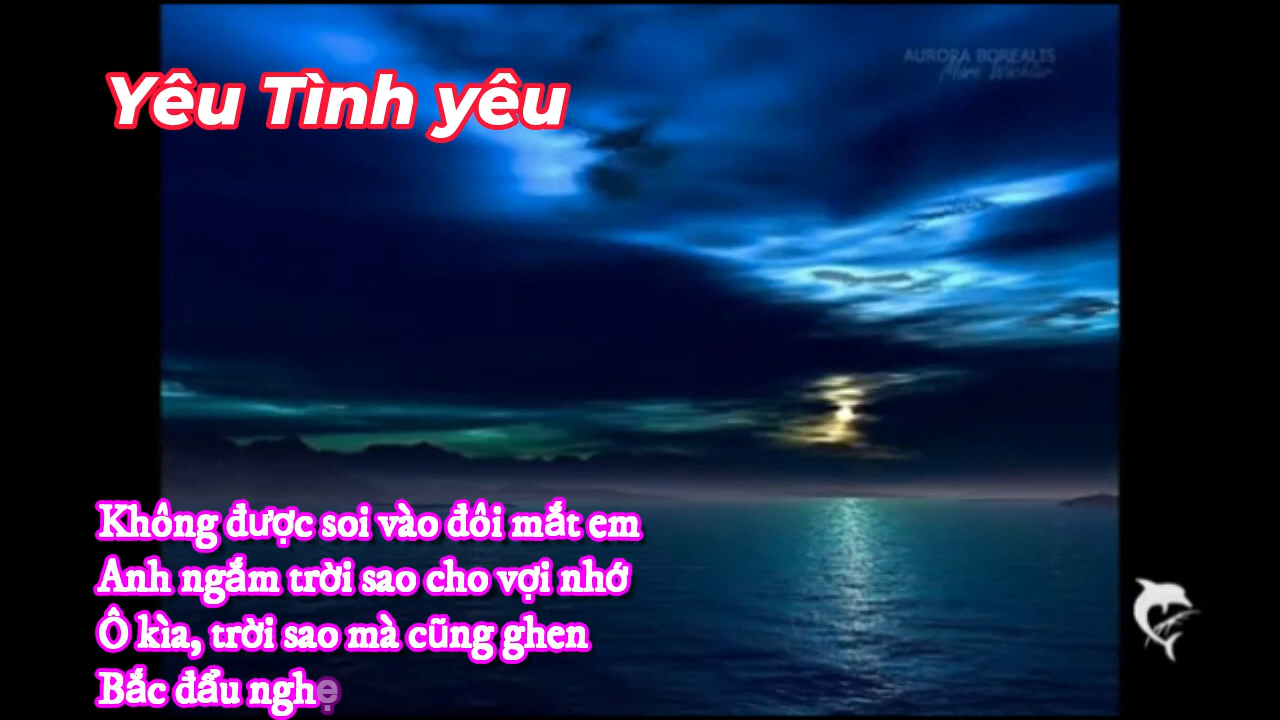 AURORA BOREALIS
Yêu Tình yêu
Không được soi vào đôi mắt em
Anh ngắm trời sao cho vợi nhớ
Ô kìa, trời sao mà cũng ghen
Bắc đẩu nghẹ